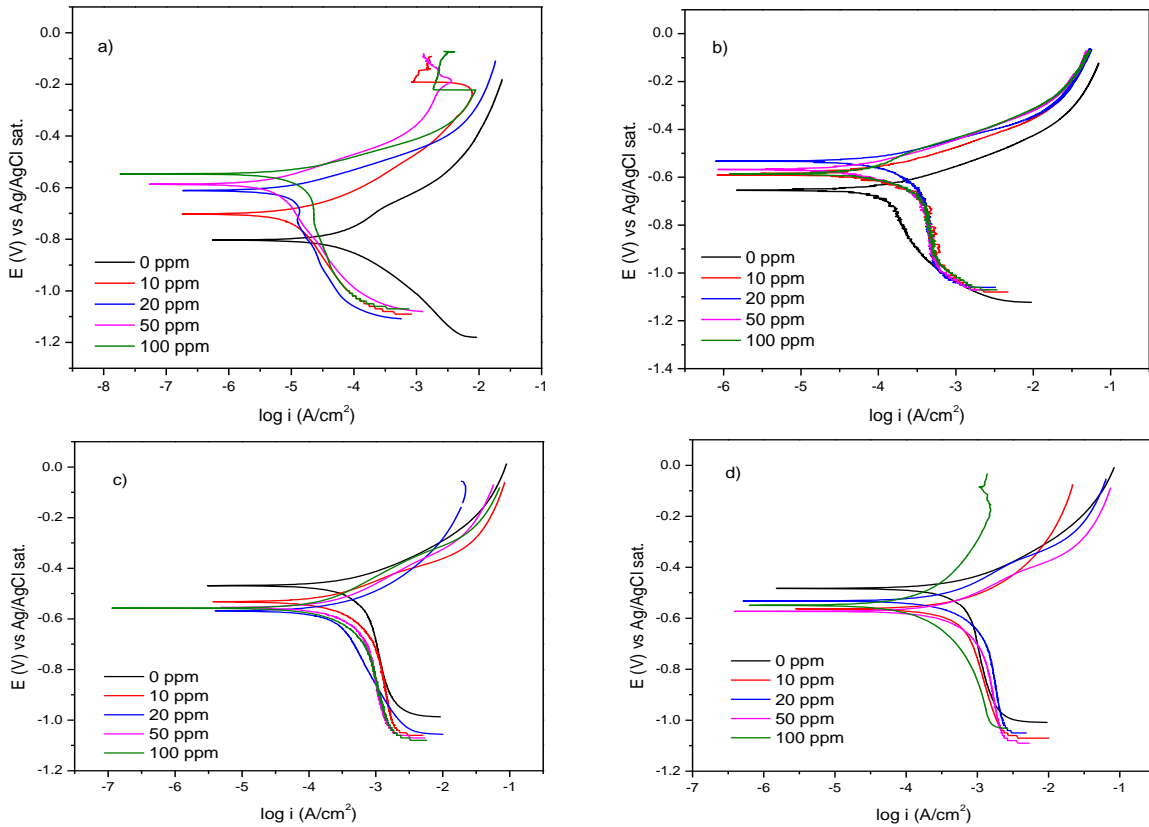 a)
0.0
-0.2
-0.4
-0.6
-0.8
-1.0
-1.2
E (V) vs Ag/AgCl sat.
0 ppm
10 ppm
20 ppm
50 ppm
100 ppm
-8 -7 -6 -5 -4 -3 -2 -1
log i (A/cm²)
b)
0.0
-0.2
-0.4
-0.6
-0.8
-1.0
-1.2
-1.4
E (V) vs Ag/AgCl sat.
0 ppm
10 ppm
20 ppm
50 ppm
100 ppm
-6 -5 -4 -3 -2 -1
log i (A/cm²)
c)
0.0
-0.2
-0.4
-0.6
-0.8
-1.0
-1.2
E (V) vs Ag/AgCl sat.
0 ppm
10 ppm
20 ppm
50 ppm
100 ppm
-7 -6 -5 -4 -3 -2 -1
log i (A/cm²)
d)
0.0
-0.2
-0.4
-0.6
-0.8
-1.0
-1.2
E (V) vs Ag/AgCl sat.
0 ppm
10 ppm
20 ppm
50 ppm
100 ppm
-7 -6 -5 -4 -3 -2 -1
log i (A/cm²)